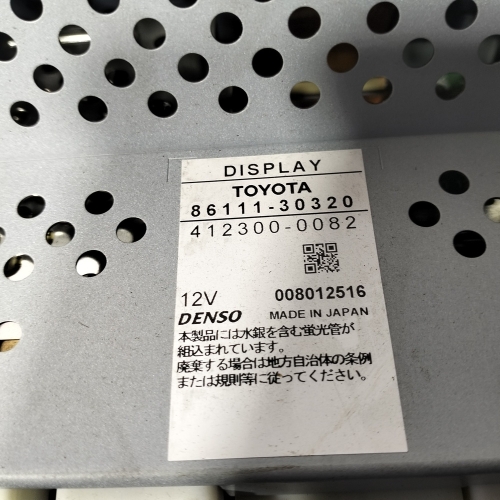 DISPLAY
TOYOTA
86111-30320
412300-0082
12V 008012516
DENSO MADE IN JAPAN
本製品には水銀を含む蛍光管が
組込まれています。
廃棄する場合は地方自治体の条例
または規則等に従ってください。